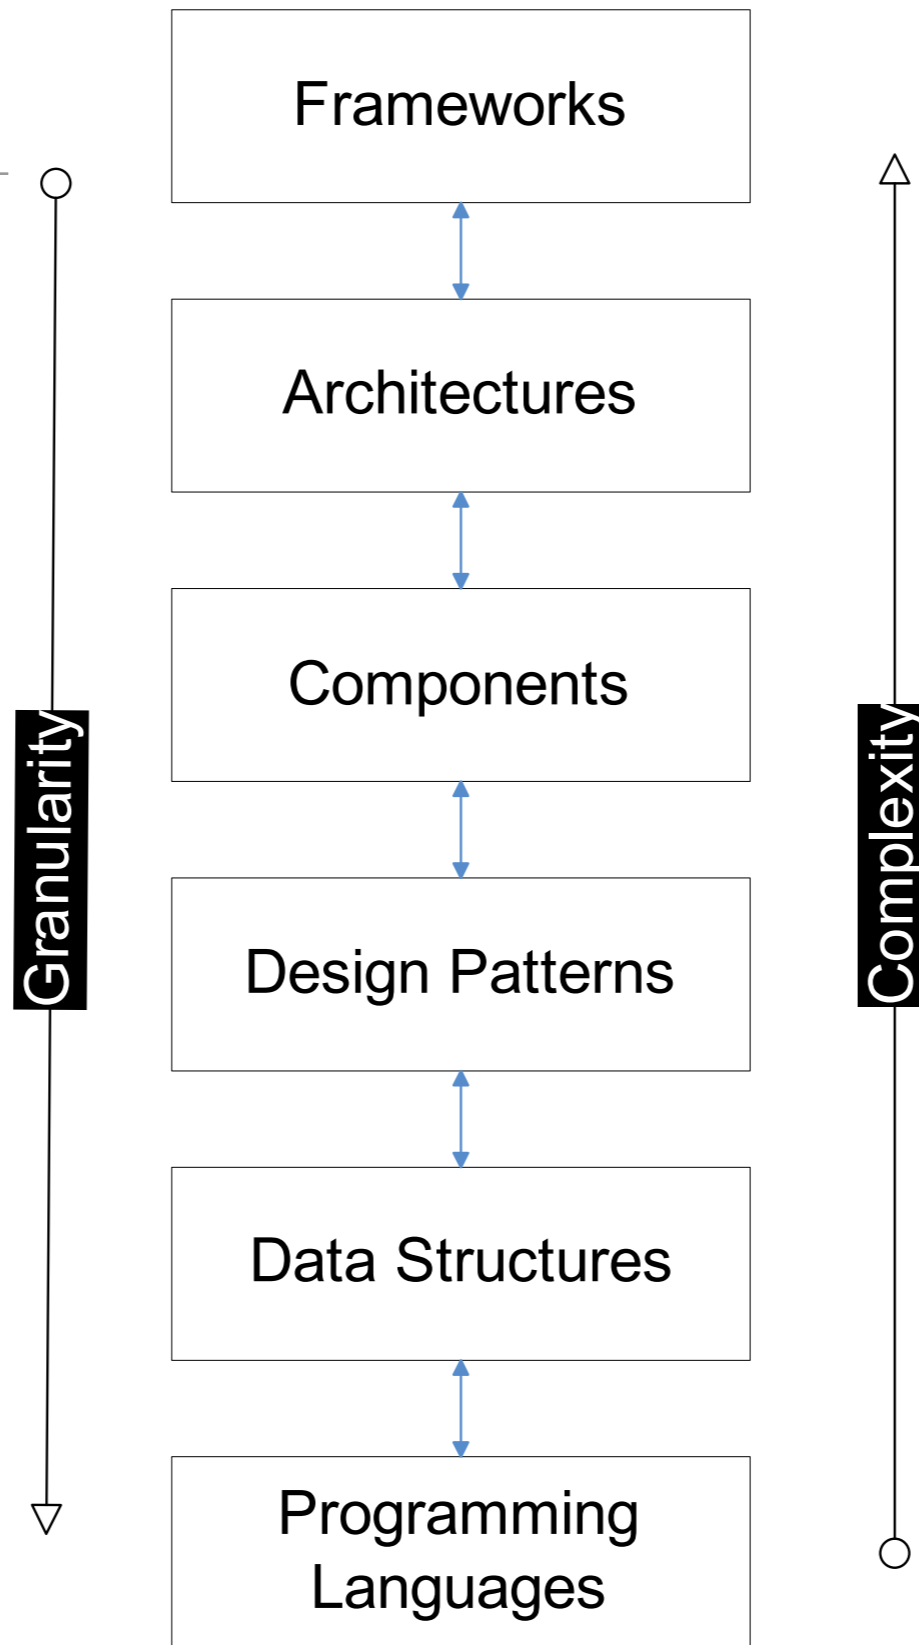 Frameworks
Architectures
Components
Granularity
Complexity
Design Patterns
Data Structures
Programming
Languages